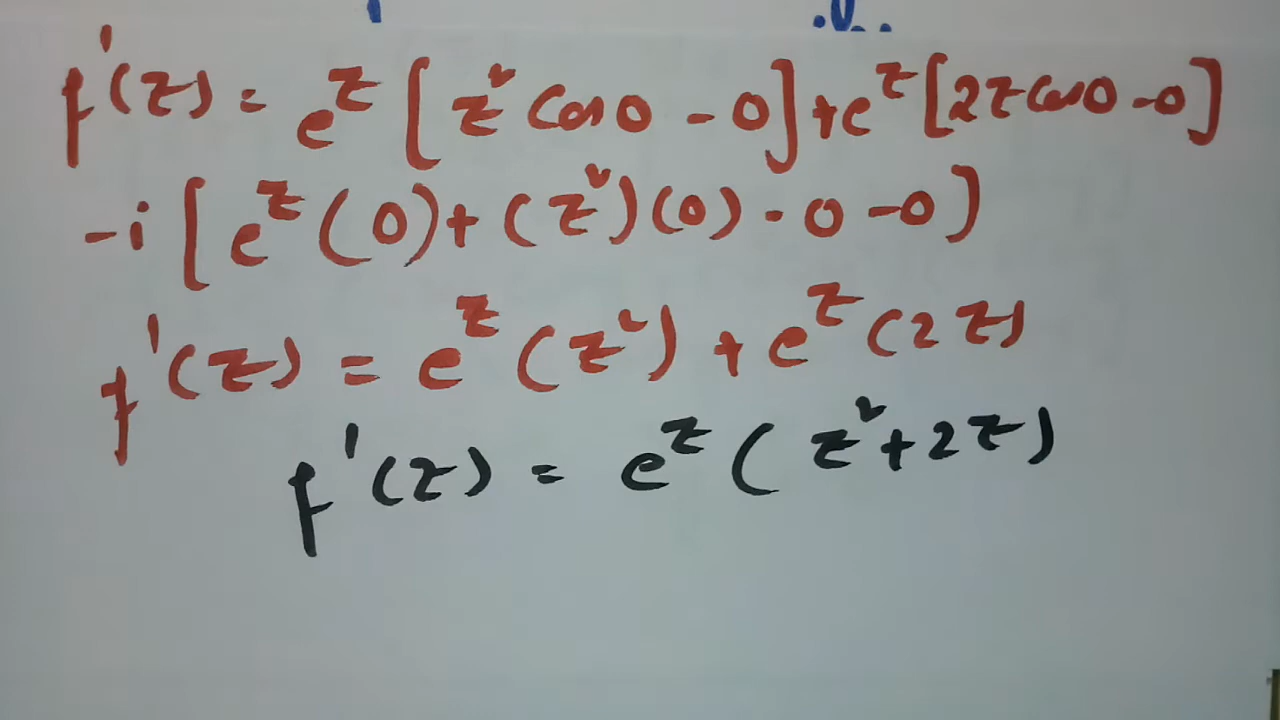 f'(z) = e^z [z² cos 0 - 0] + e^z [2z cos 0 - 0]
- i [e^z (0) + (z²)(0) - 0 - 0]
f'(z) = e^z (z²) + e^z (2z)
f'(z) = e^z (z² + 2z)